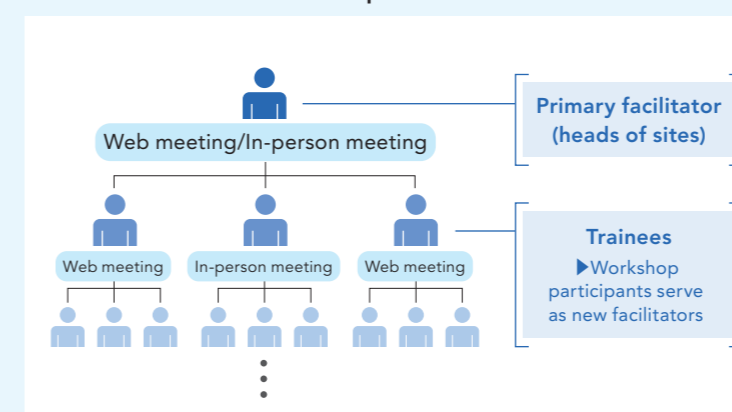 Primary facilitator
(heads of sites)
Web meeting/In-person meeting
Trainees
Web meeting
In-person meeting
Web meeting
▶Workshop
participants serve
as new facilitators